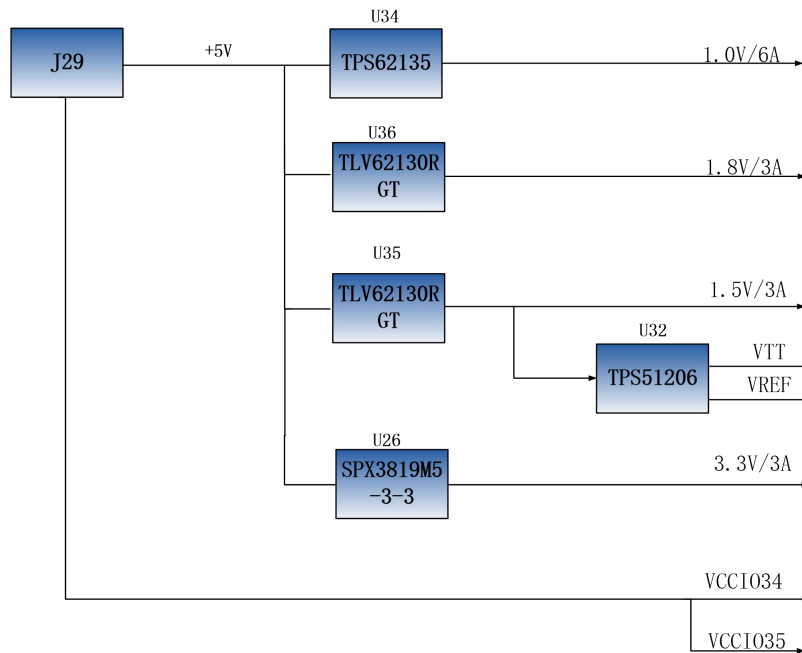 U34
J29
+5V
TPS62135
1.0V/6A
U36
TLV62130R
GT
1.8V/3A
U35
TLV62130R
GT
1.5V/3A
U32
TPS51206
VTT
VREF
U26
SPX3819M5
-3-3
3.3V/3A
VCCIO34
VCCIO35